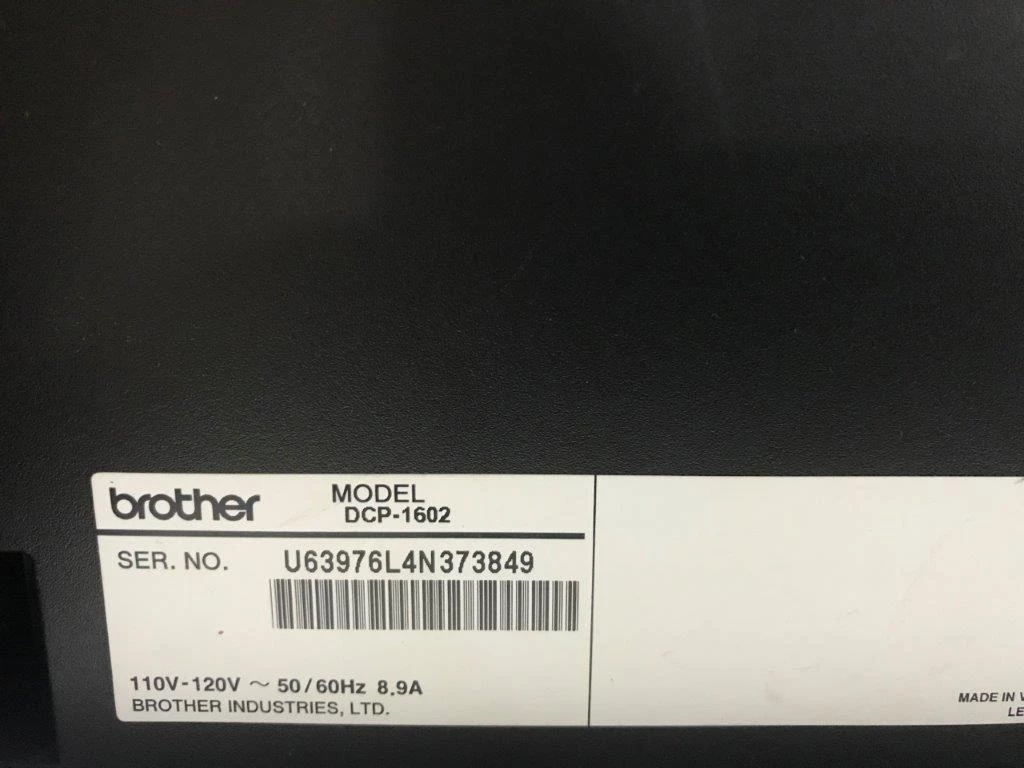 brother
MODEL
DCP-1602
SER. NO. U63976L4N373849
110V-120V ~ 50/60Hz 8.9A
BROTHER INDUSTRIES, LTD.
MADE IN